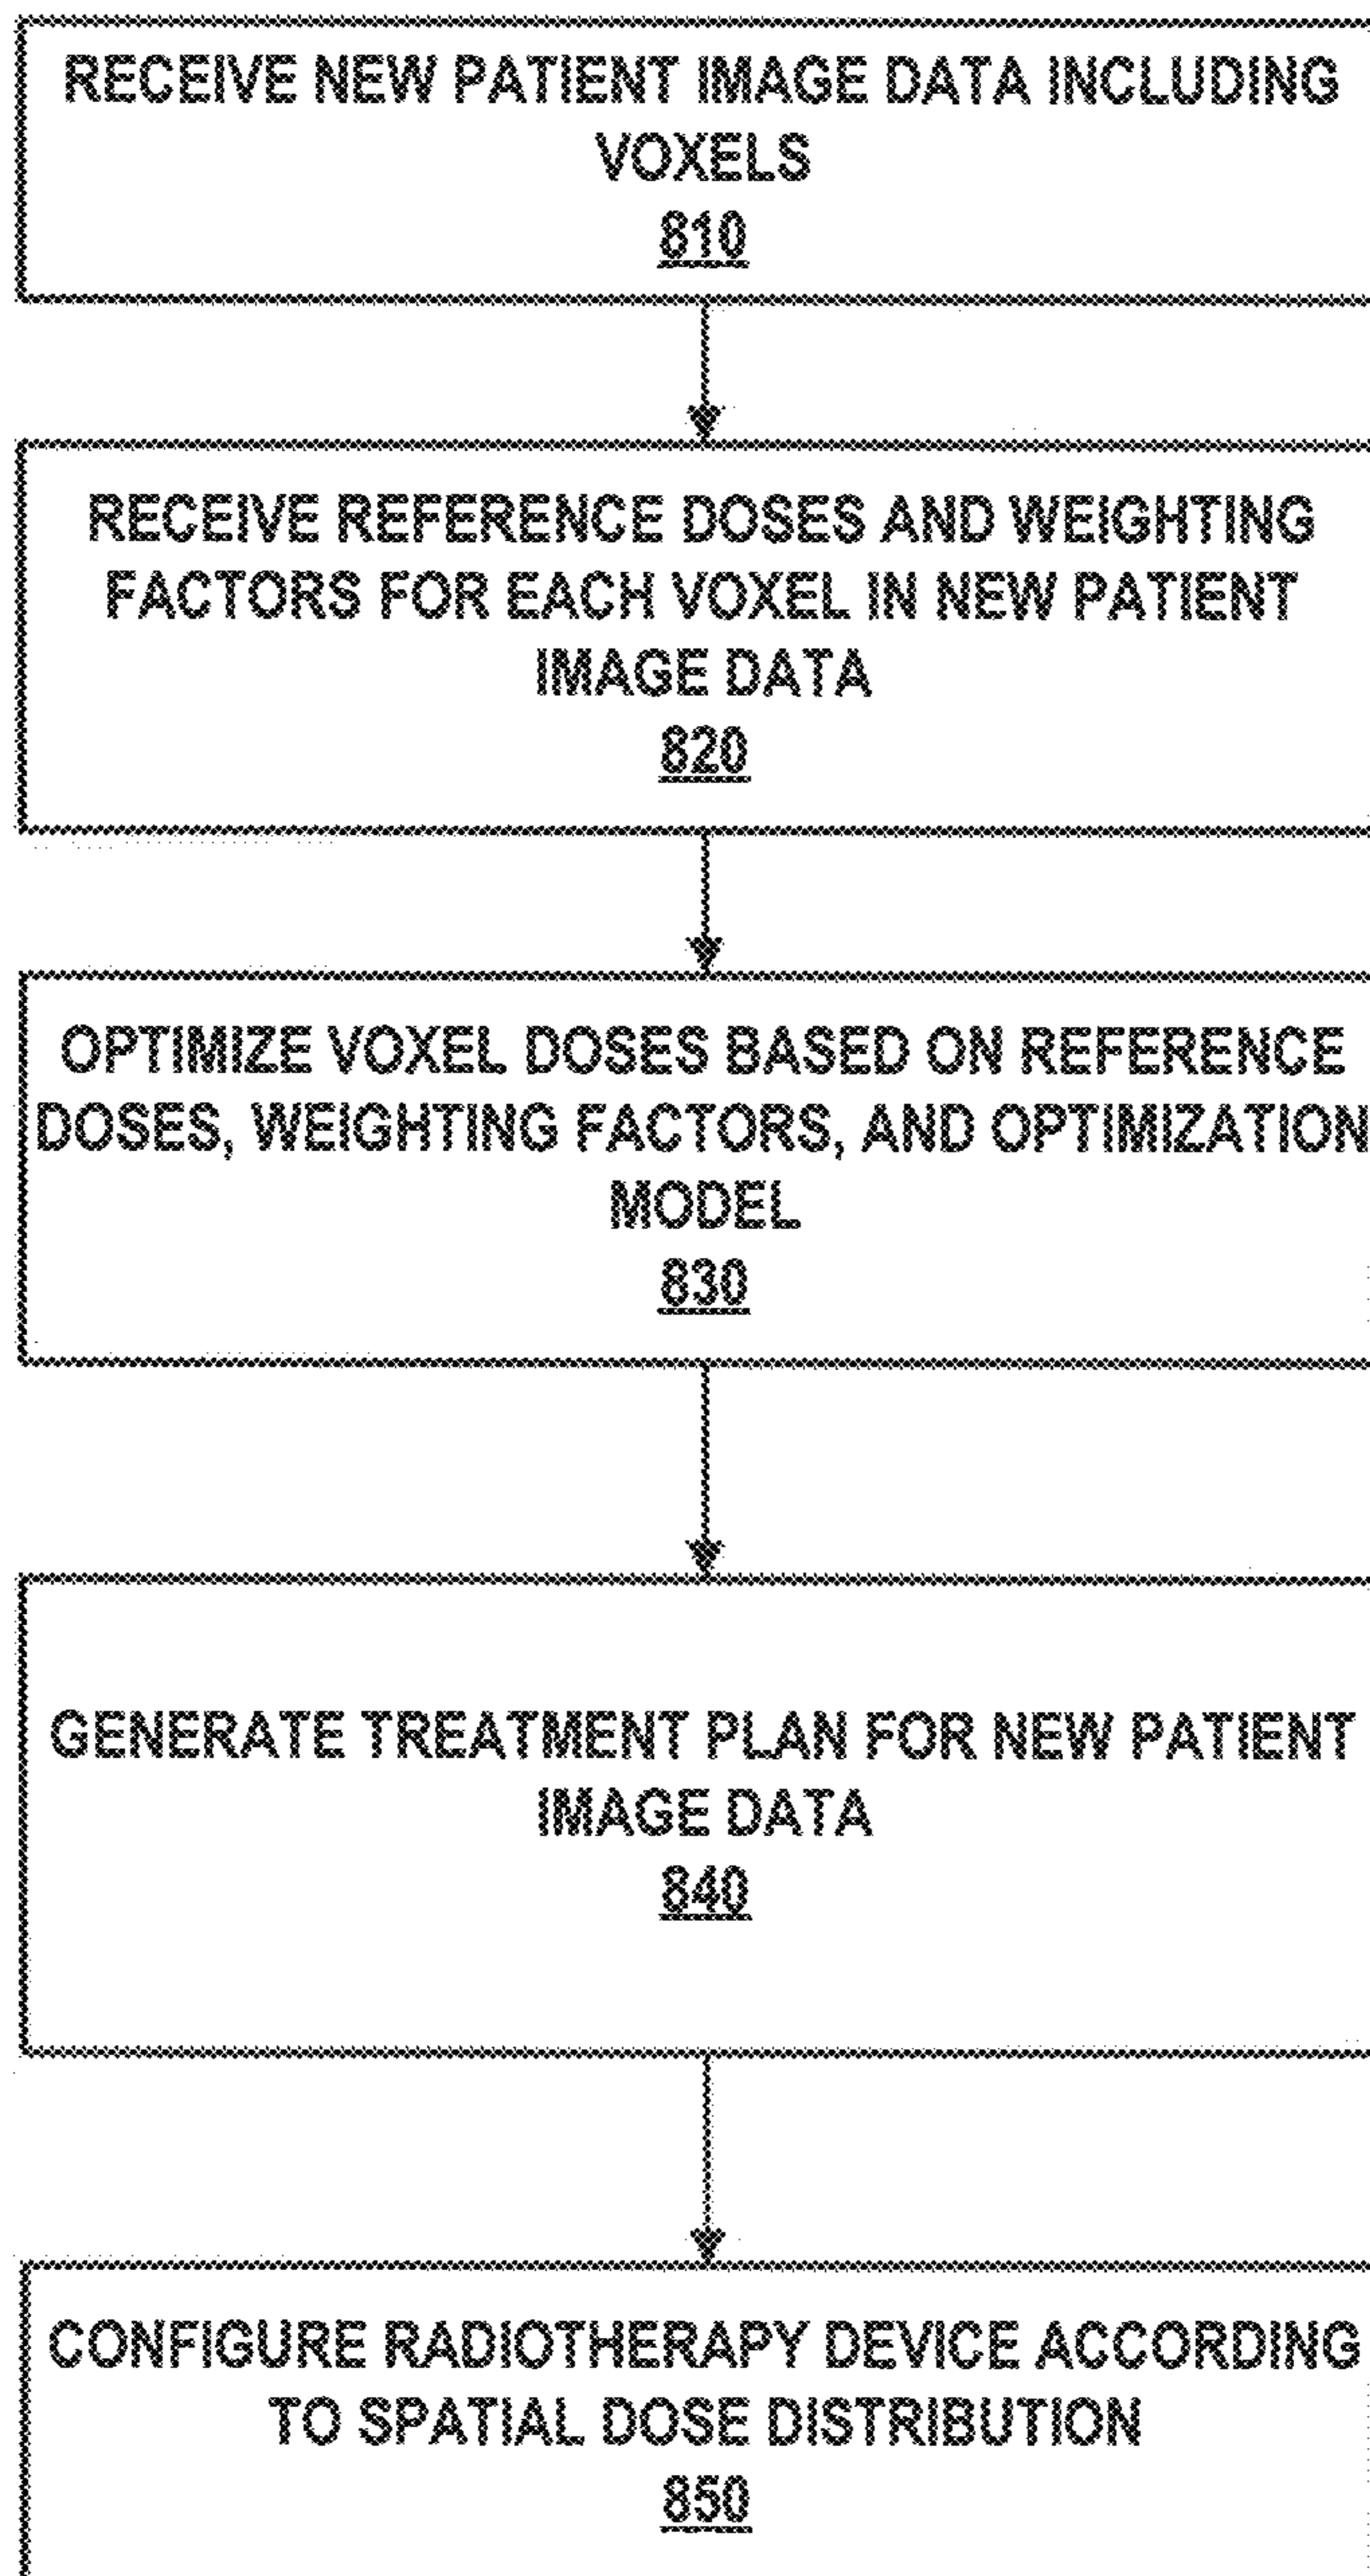 RECEIVE NEW PATIENT IMAGE DATA INCLUDING
VOXELS
810
RECEIVE REFERENCE DOSES AND WEIGHTING
FACTORS FOR EACH VOXEL IN NEW PATIENT
IMAGE DATA
820
OPTIMIZE VOXEL DOSES BASED ON REFERENCE
DOSES, WEIGHTING FACTORS, AND OPTIMIZATION
MODEL
830
GENERATE TREATMENT PLAN FOR NEW PATIENT
IMAGE DATA
840
CONFIGURE RADIOTHERAPY DEVICE ACCORDING
TO SPATIAL DOSE DISTRIBUTION
850